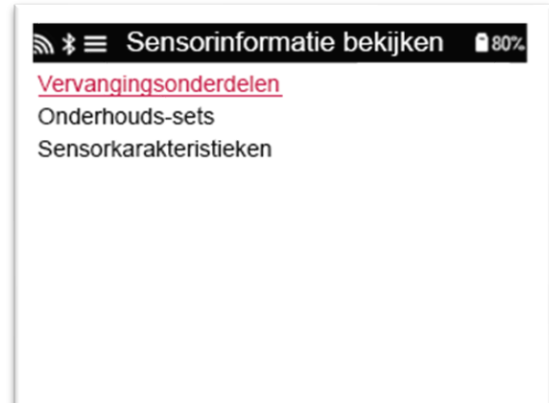 Sensorinformatie bekijken 80%
Vervangingsonderdelen
Onderhouds-sets
Sensorkarakteristieken